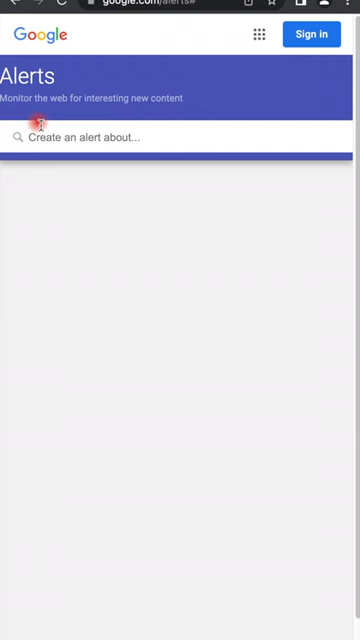 google.com/alerts#
Google
Sign in
Alerts
Monitor the web for interesting new content
Create an alert about...